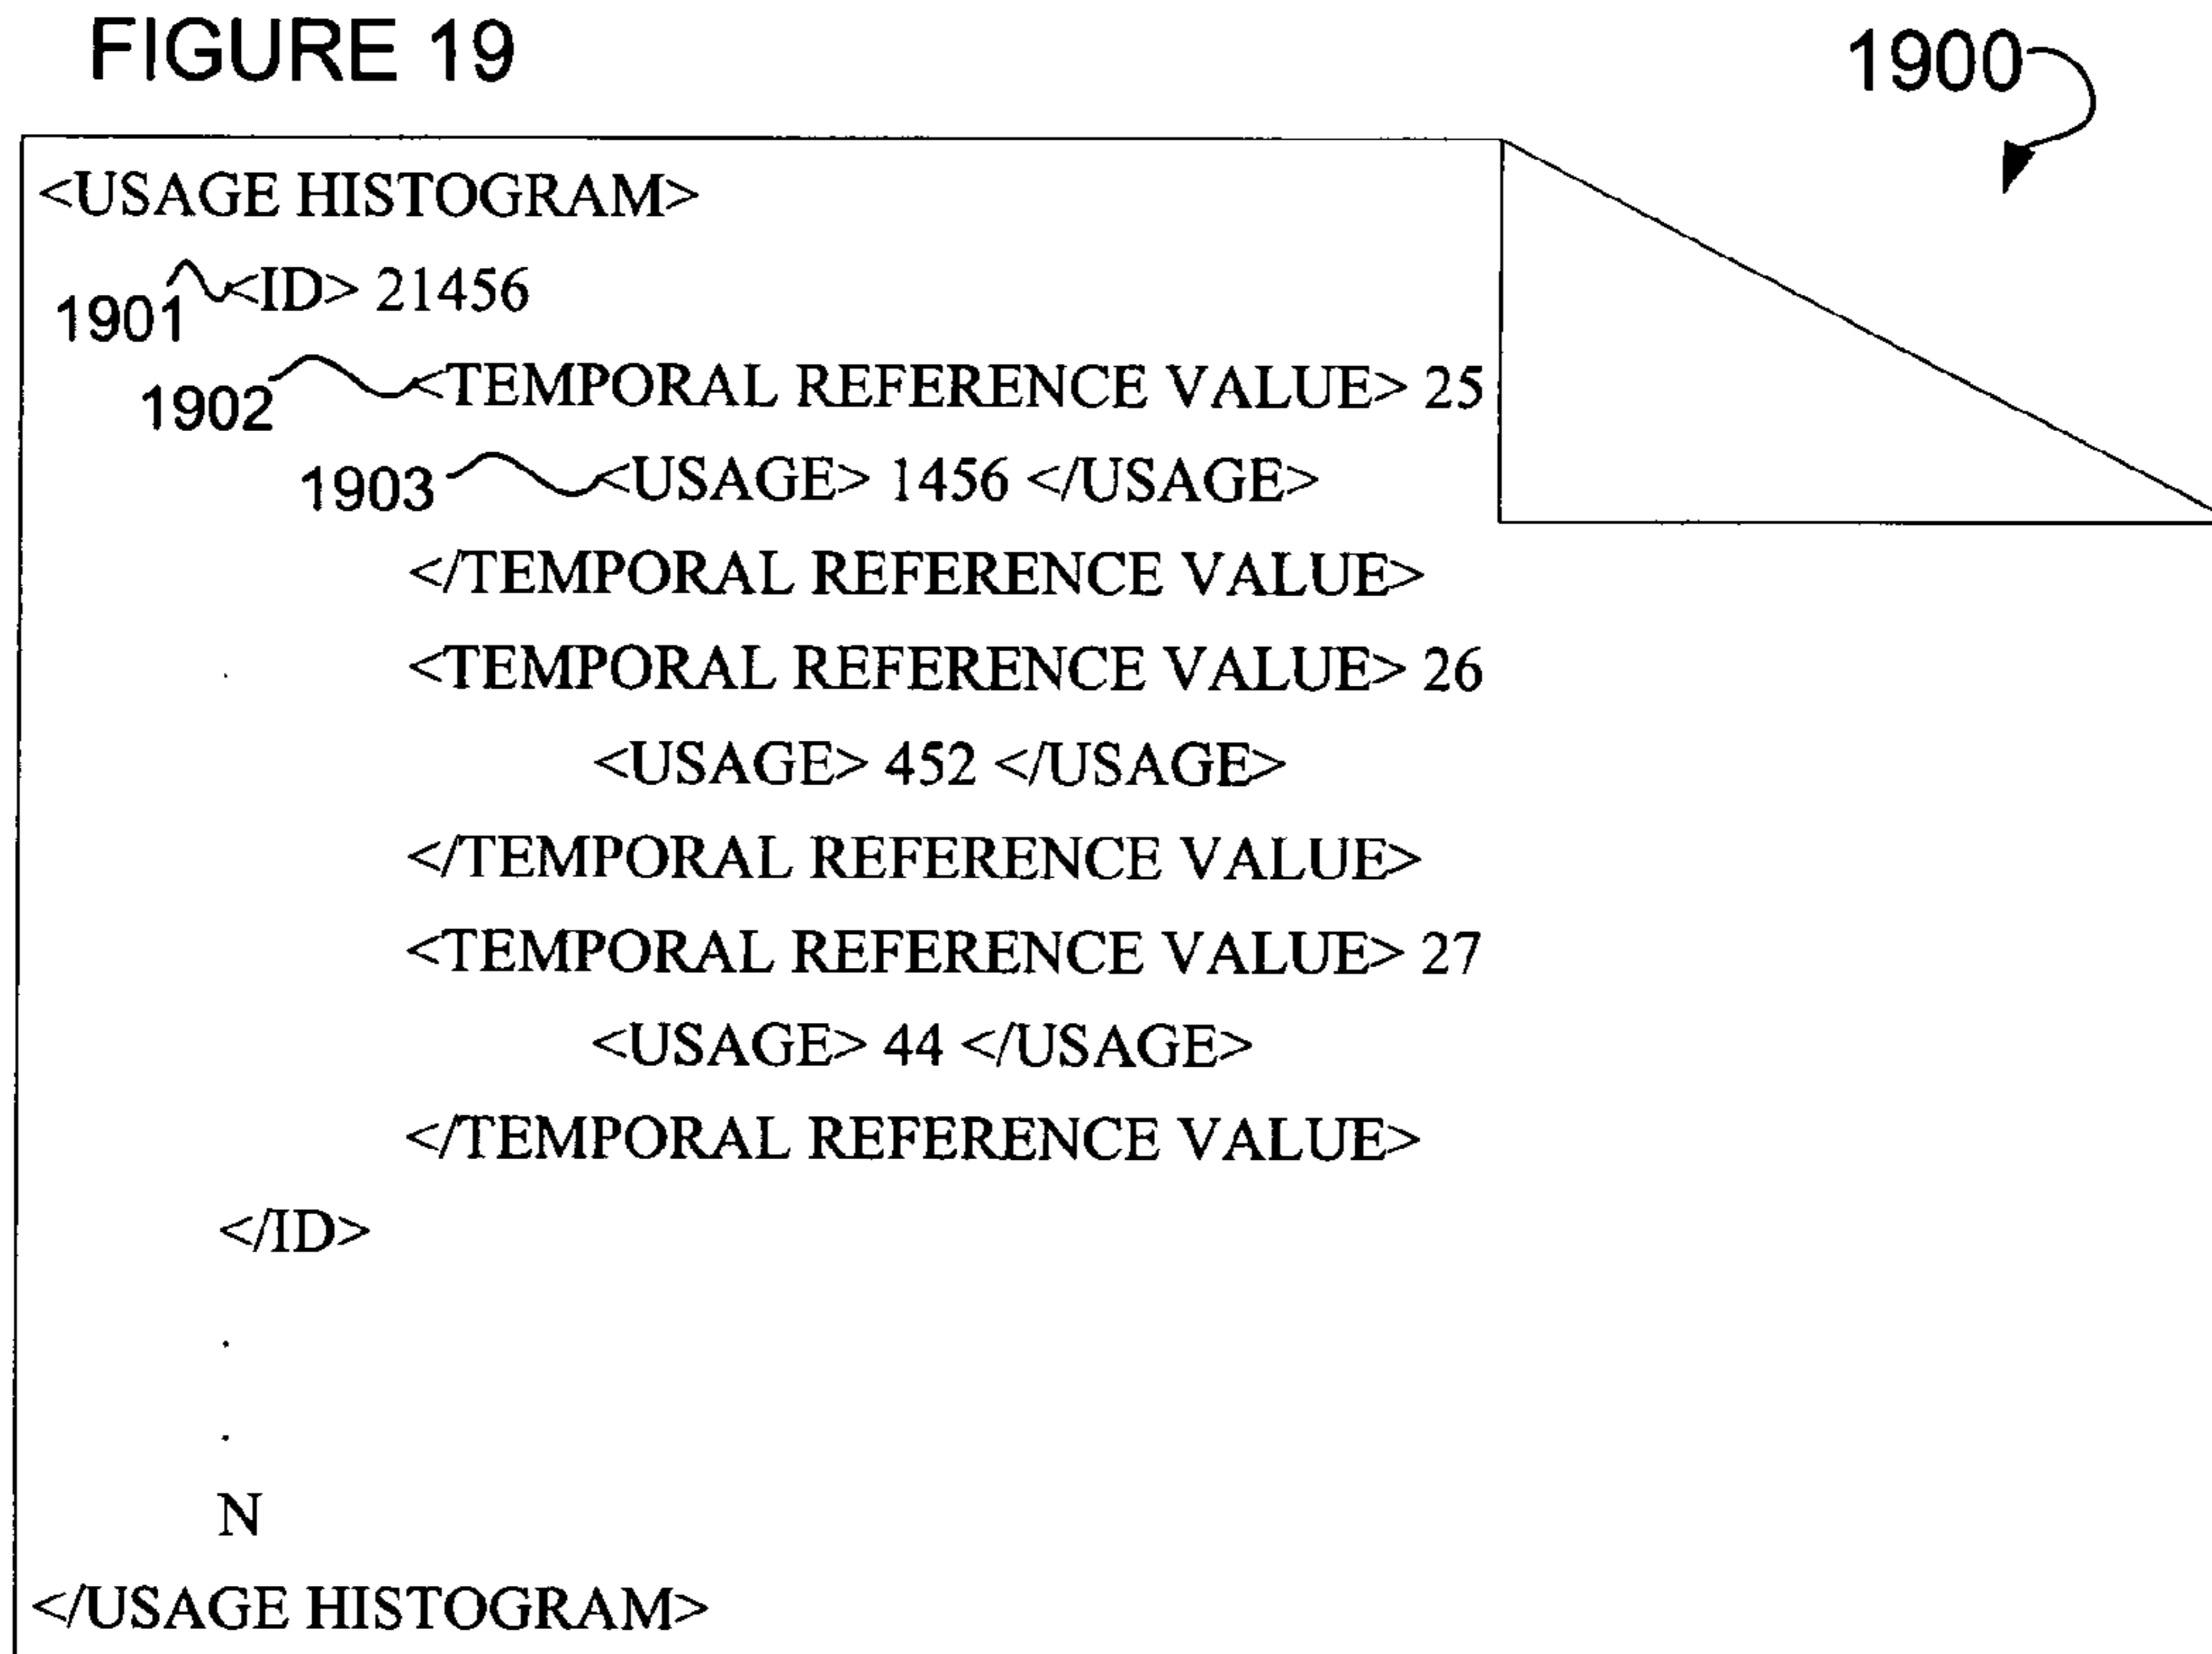 FIGURE 19
1900
<USAGE HISTOGRAM>
1901 <ID> 21456
1902 <TEMPORAL REFERENCE VALUE> 25
1903 <USAGE> 1456 </USAGE>
</TEMPORAL REFERENCE VALUE>
<TEMPORAL REFERENCE VALUE> 26
<USAGE> 452 </USAGE>
</TEMPORAL REFERENCE VALUE>
<TEMPORAL REFERENCE VALUE> 27
<USAGE> 44 </USAGE>
</TEMPORAL REFERENCE VALUE>
</ID>
.
.
N
</USAGE HISTOGRAM>